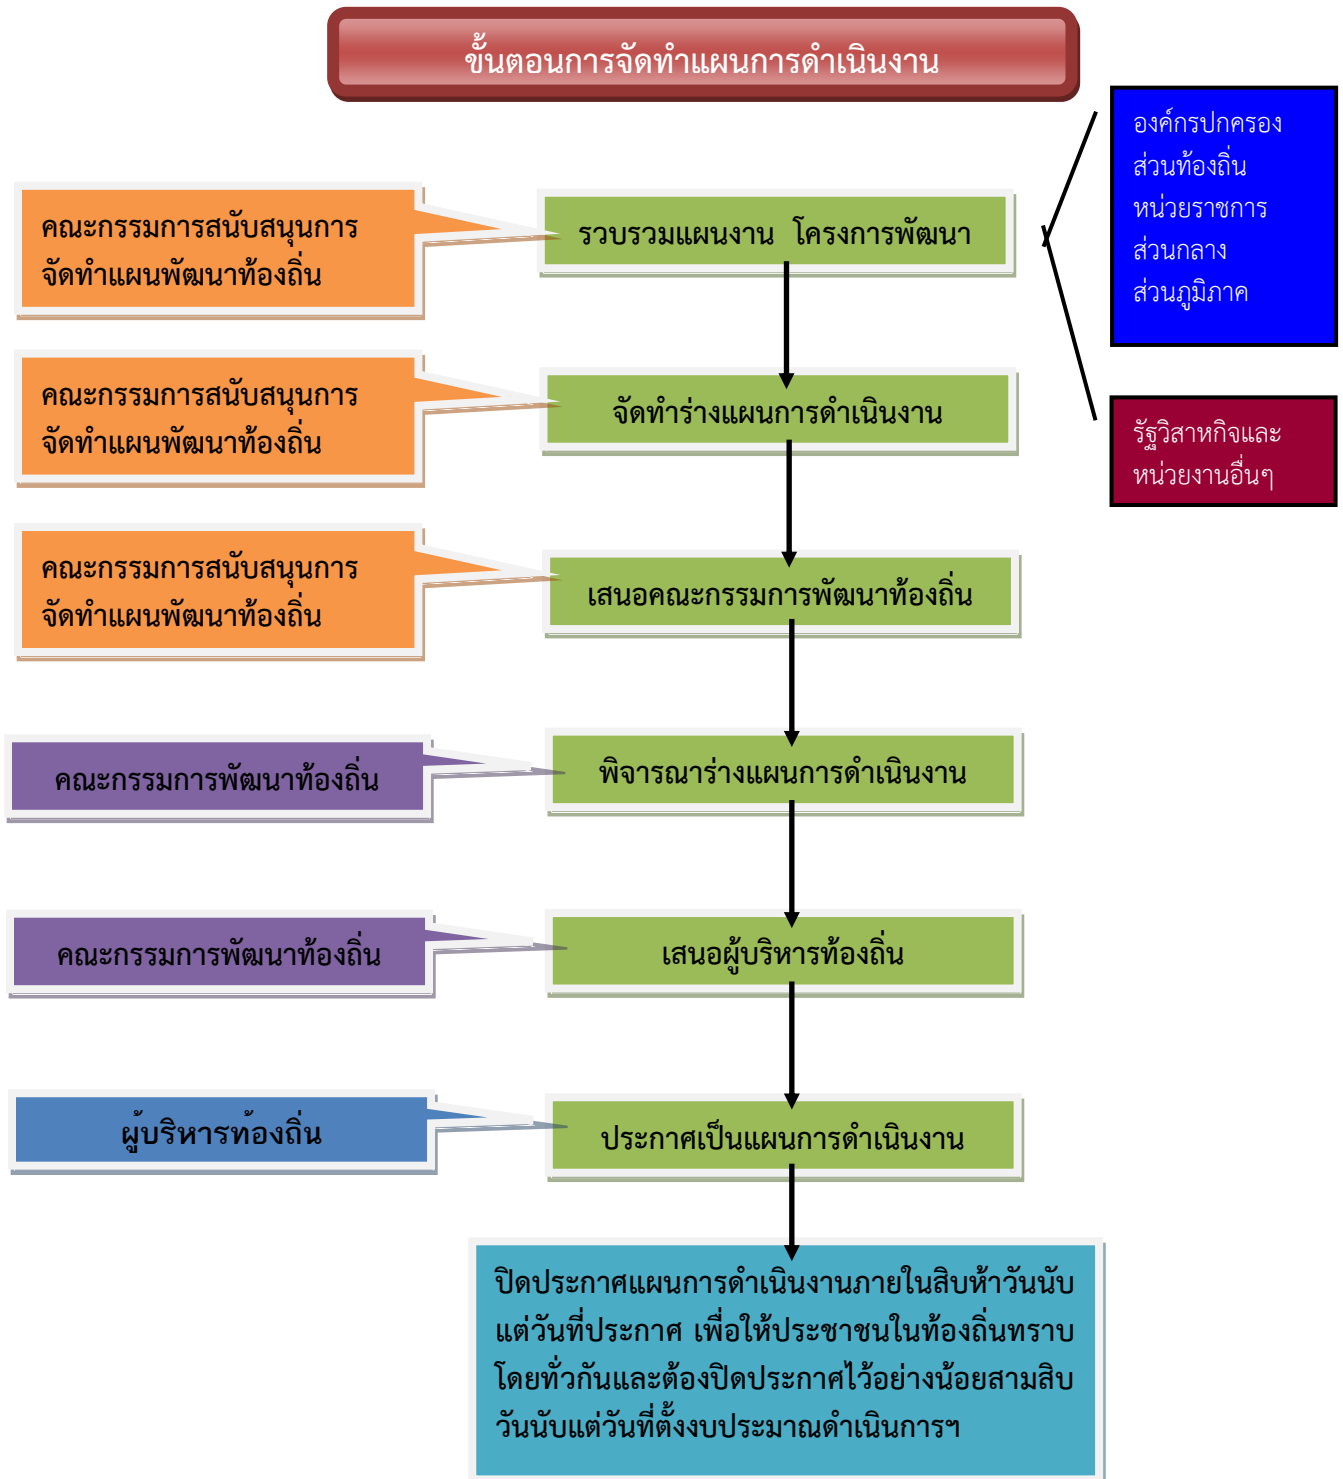 ขั้นตอนการจัดทำแผนการดำเนินงาน
องค์กรปกครอง
ส่วนท้องถิ่น
หน่วยราชการ
ส่วนกลาง
ส่วนภูมิภาค
คณะกรรมการสนับสนุนการ
จัดทำแผนพัฒนาท้องถิ่น
รวบรวมแผนงาน โครงการพัฒนา
คณะกรรมการสนับสนุนการ
จัดทำแผนพัฒนาท้องถิ่น
จัดทำร่างแผนการดำเนินงาน
รัฐวิสาหกิจและ
หน่วยงานอื่นๆ
คณะกรรมการสนับสนุนการ
จัดทำแผนพัฒนาท้องถิ่น
เสนอคณะกรรมการพัฒนาท้องถิ่น
คณะกรรมการพัฒนาท้องถิ่น
พิจารณาร่างแผนการดำเนินงาน
คณะกรรมการพัฒนาท้องถิ่น
เสนอผู้บริหารท้องถิ่น
ผู้บริหารท้องถิ่น
ประกาศเป็นแผนการดำเนินงาน
ปิดประกาศแผนการดำเนินงานภายในสิบห้าวันนับ
แต่วันที่ประกาศ เพื่อให้ประชาชนในท้องถิ่นทราบ
โดยทั่วกันและต้องปิดประกาศไว้อย่างน้อยสามสิบ
วันนับแต่วันที่ตั้งงบประมาณดำเนินการฯ